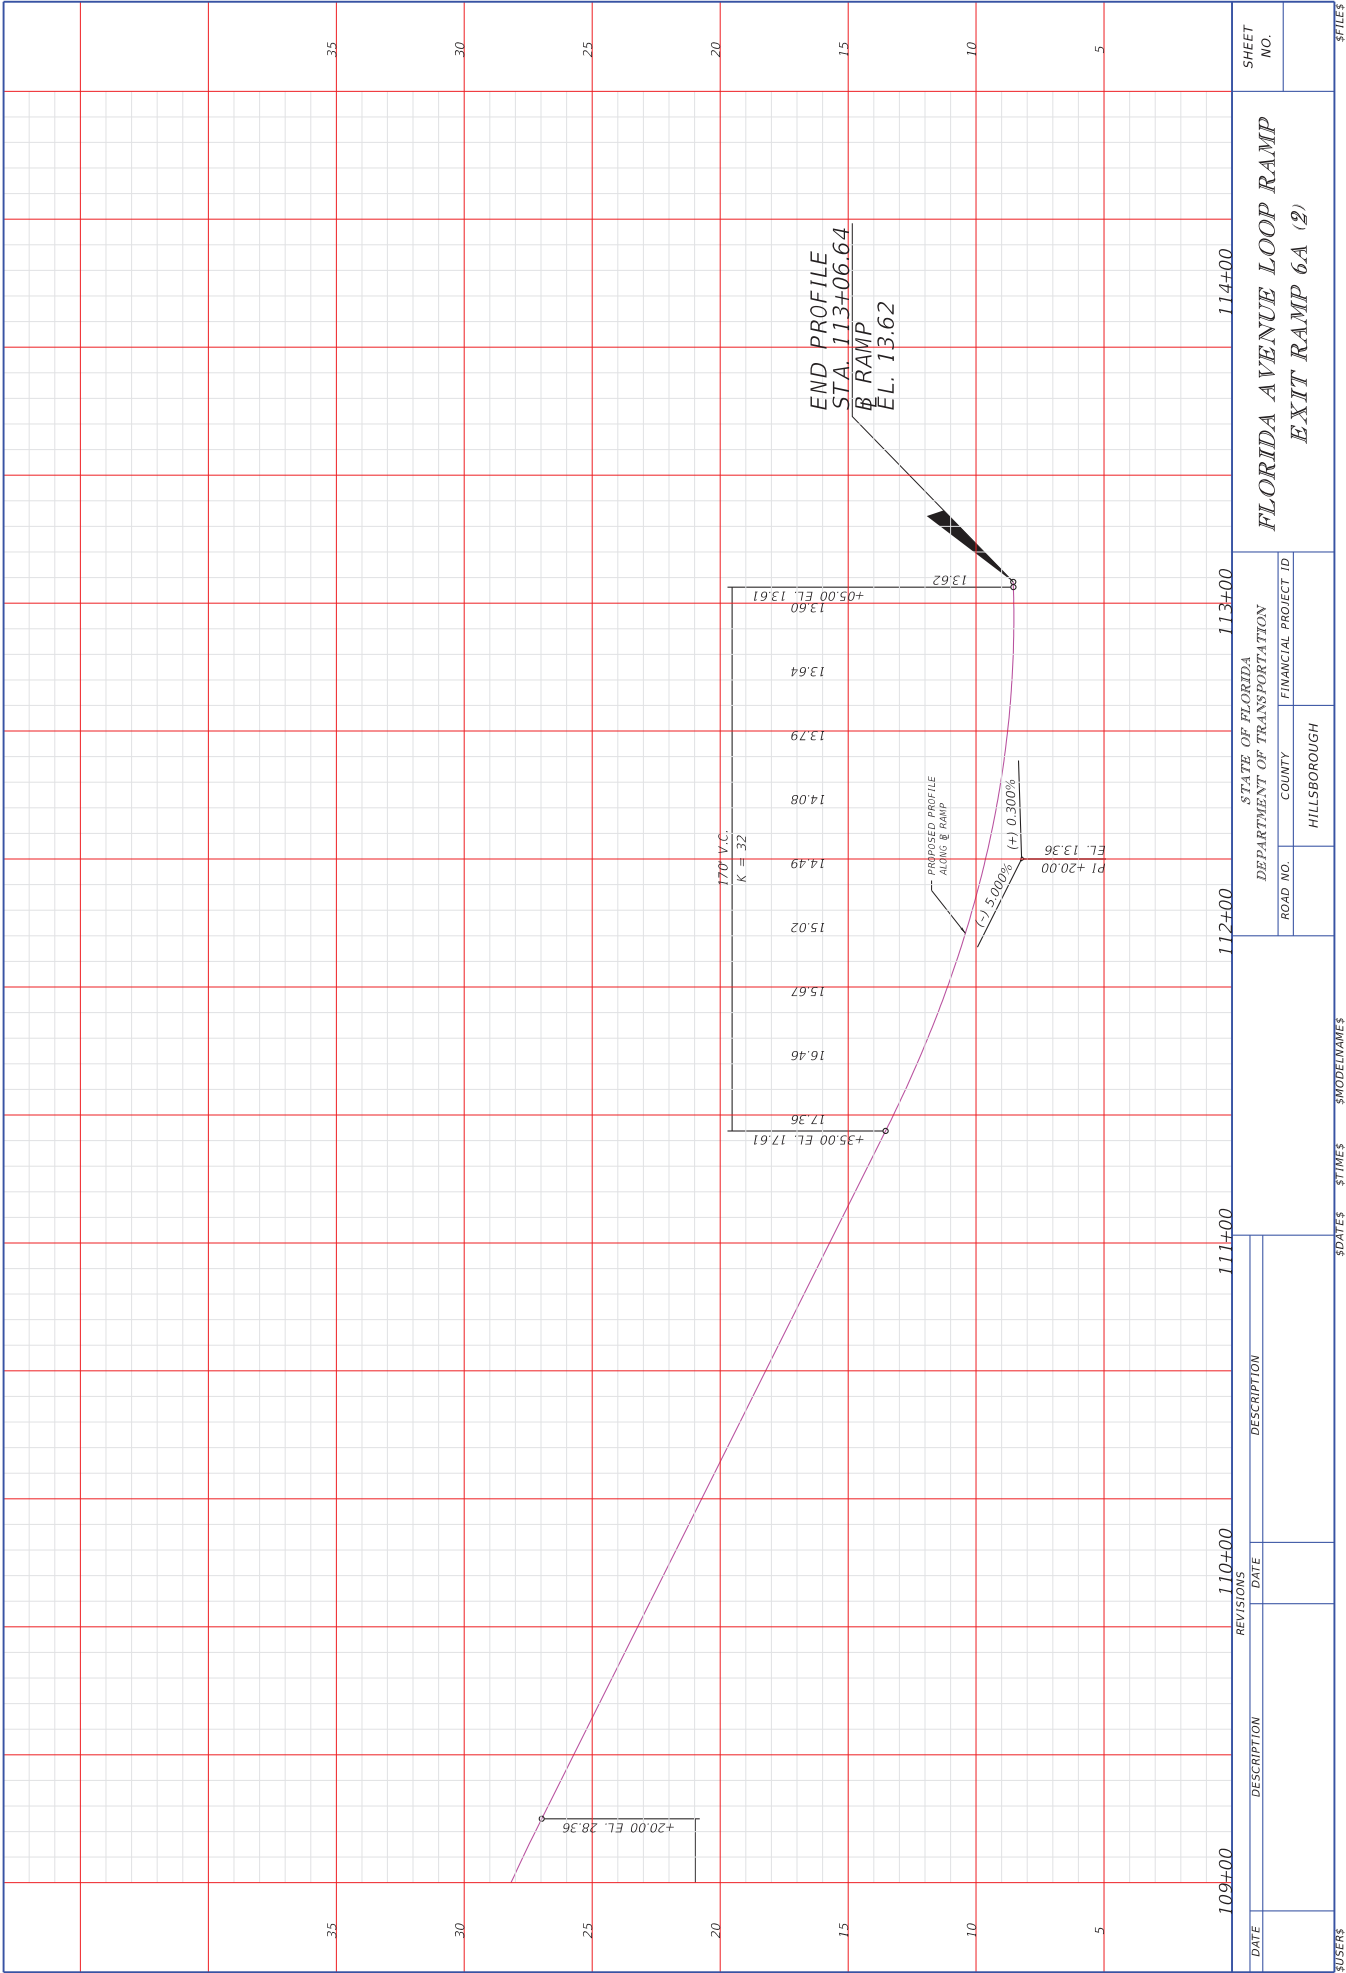 35
30
25
20
15
10
5
END PROFILE
STA. 113+06.64
℄ RAMP
EL. 13.62
170' V.C.
K = 32
+35.00 EL. 17.61
17.36
16.46
15.67
15.02
14.49
14.08
13.79
13.64
13.60
+05.00 EL. 13.61
13.62
PROPOSED PROFILE
ALONG ℄ RAMP
(-) 5.000%
(+) 0.300%
PI +20.00
EL. 13.36
+20.00 EL. 28.36
35
30
25
20
15
10
5
109+00
110+00
111+00
112+00
113+00
114+00
REVISIONS
DATE
DESCRIPTION
DATE
DESCRIPTION
STATE OF FLORIDA
DEPARTMENT OF TRANSPORTATION
ROAD NO.
COUNTY
FINANCIAL PROJECT ID
HILLSBOROUGH
FLORIDA AVENUE LOOP RAMP
EXIT RAMP 6A (2)
SHEET
NO.
$USER$
$DATE$
$TIME$
$MODELNAME$
$FILE$